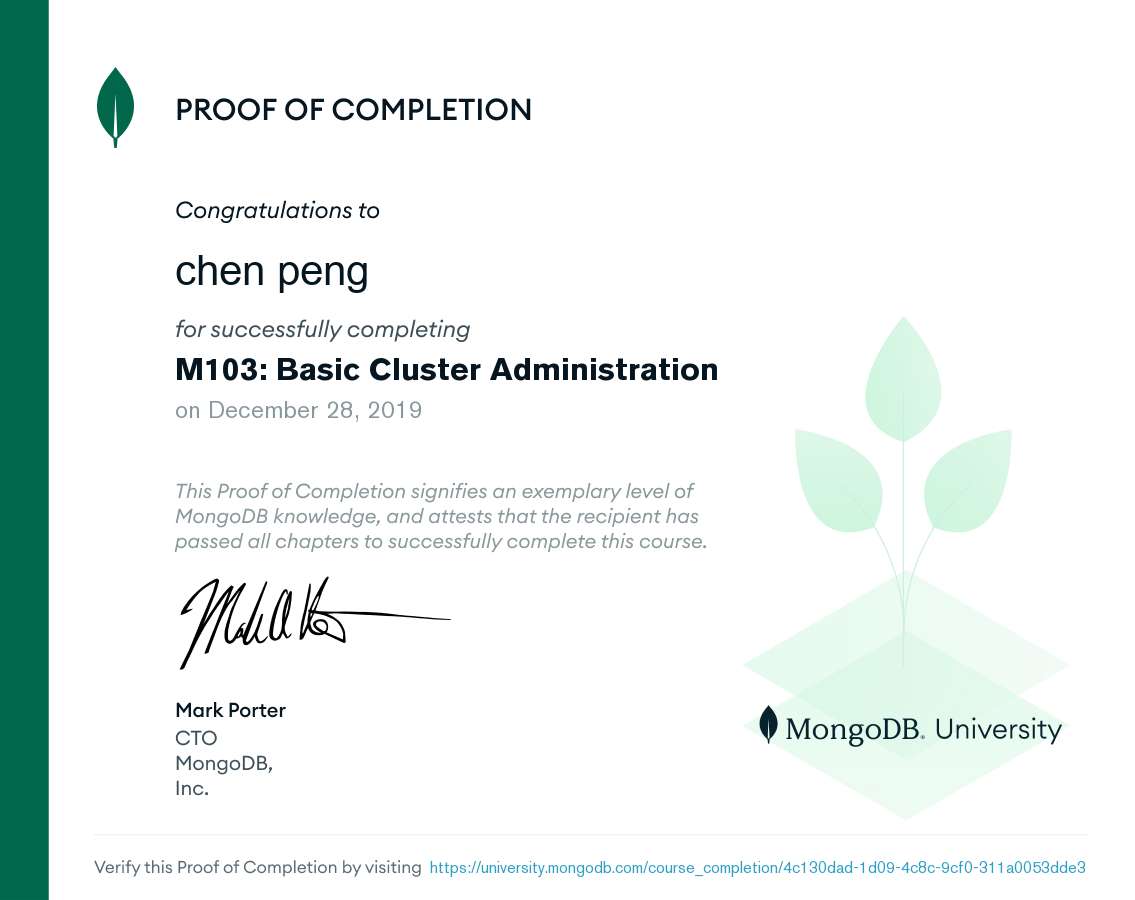 PROOF OF COMPLETION
Congratulations to
chen peng
for successfully completing
M103: Basic Cluster Administration
on December 28, 2019
This Proof of Completion signifies an exemplary level of
MongoDB knowledge, and attests that the recipient has
passed all chapters to successfully complete this course.
Mark Porter
CTO
MongoDB,
Inc.
MongoDB. University
Verify this Proof of Completion by visiting https://university.mongodb.com/course_completion/4c130dad-1d09-4c8c-9cf0-311a0053dde3